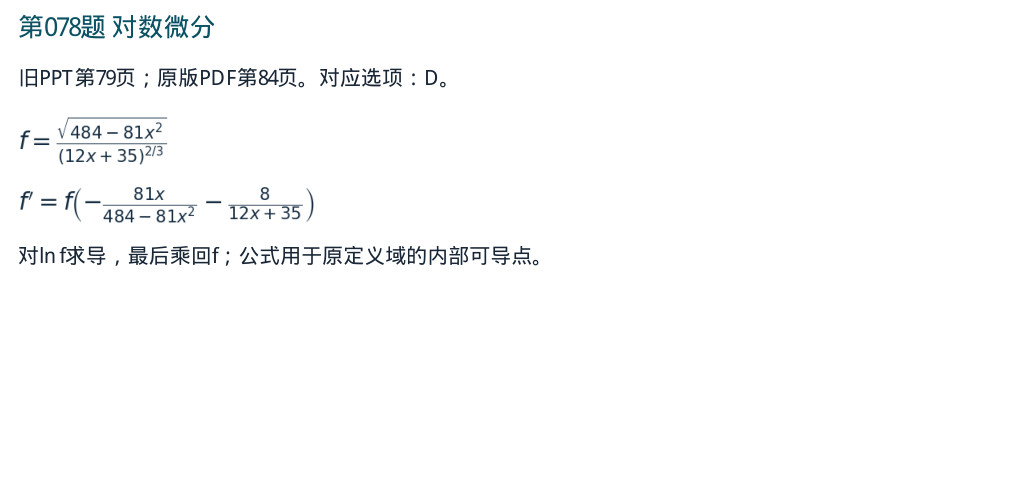 第078题 对数微分
旧PPT第79页；原版PDF第84页。对应选项：D。
f = √(484 − 81x²) / (12x + 35)^{2/3}
f′ = f(− 81x / (484 − 81x²) − 8 / (12x + 35))
对ln f求导，最后乘回f；公式用于原定义域的内部可导点。